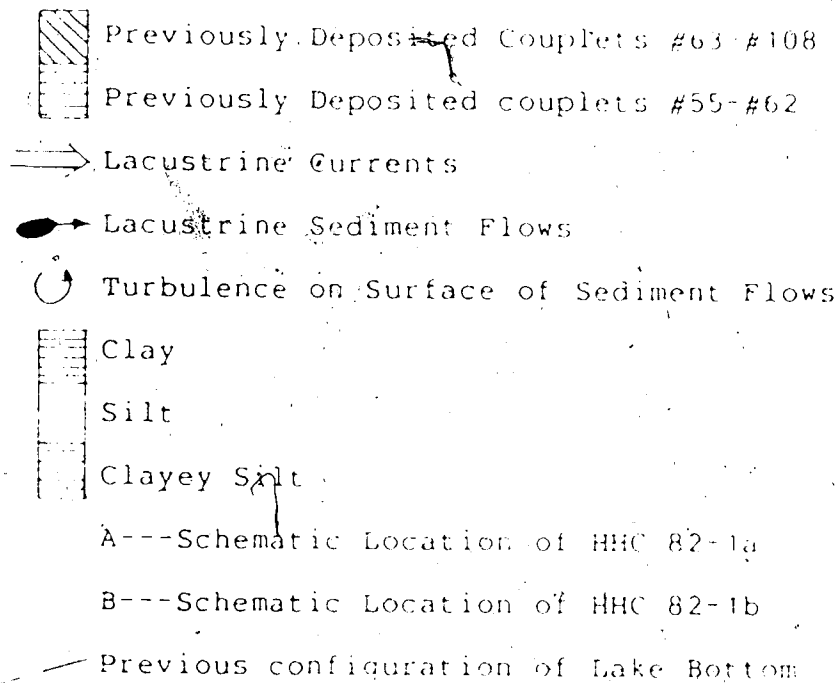 Previously Deposited Couplets #63-#108
Previously Deposited couplets #55-#62
Lacustrine Currents
Lacustrine Sediment Flows
Turbulence on Surface of Sediment Flows
Clay
Silt
Clayey Silt
A---Schematic Location of HHC 82-1a
B---Schematic Location of HHC 82-1b
Previous configuration of Lake Bottom